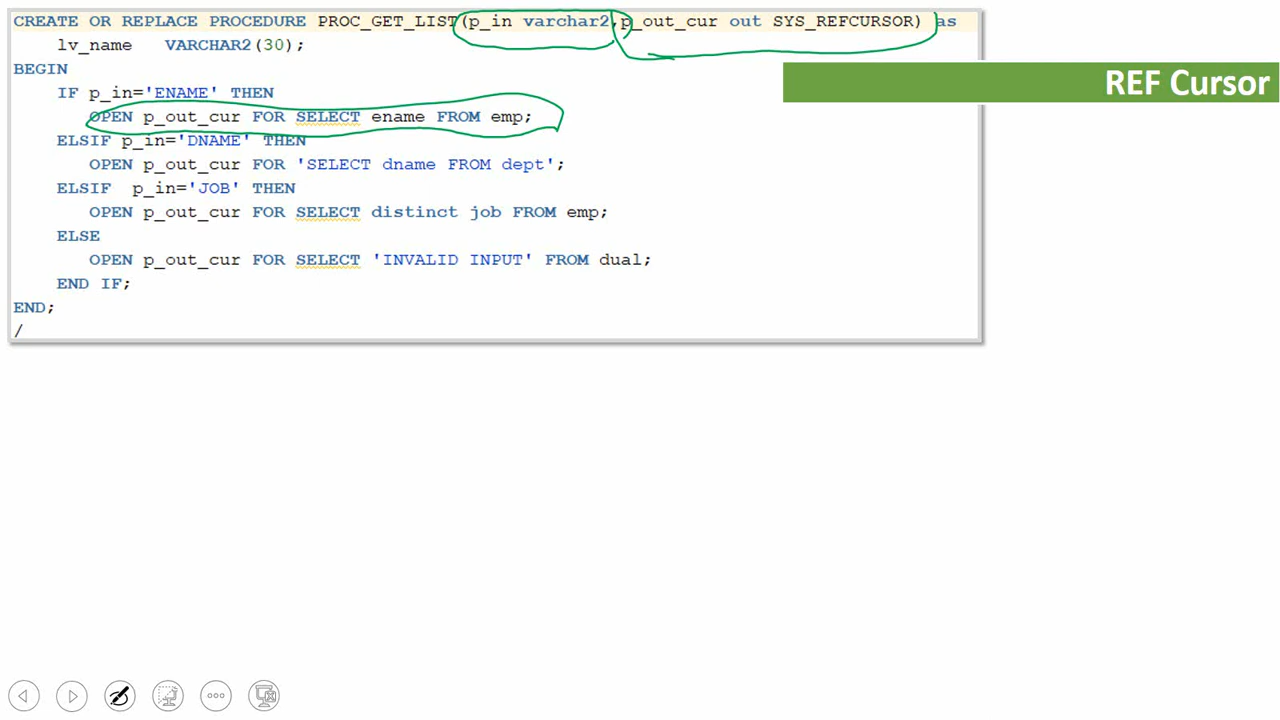 CREATE OR REPLACE PROCEDURE PROC_GET_LIST(p_in varchar2,p_out_cur out SYS_REFCURSOR) as
    lv_name   VARCHAR2(30);
BEGIN
REF Cursor
    IF p_in='ENAME' THEN
       OPEN p_out_cur FOR SELECT ename FROM emp;
    ELSIF p_in='DNAME' THEN
       OPEN p_out_cur FOR 'SELECT dname FROM dept';
    ELSIF  p_in='JOB' THEN
       OPEN p_out_cur FOR SELECT distinct job FROM emp;
    ELSE
       OPEN p_out_cur FOR SELECT 'INVALID INPUT' FROM dual;
    END IF;
END;
/